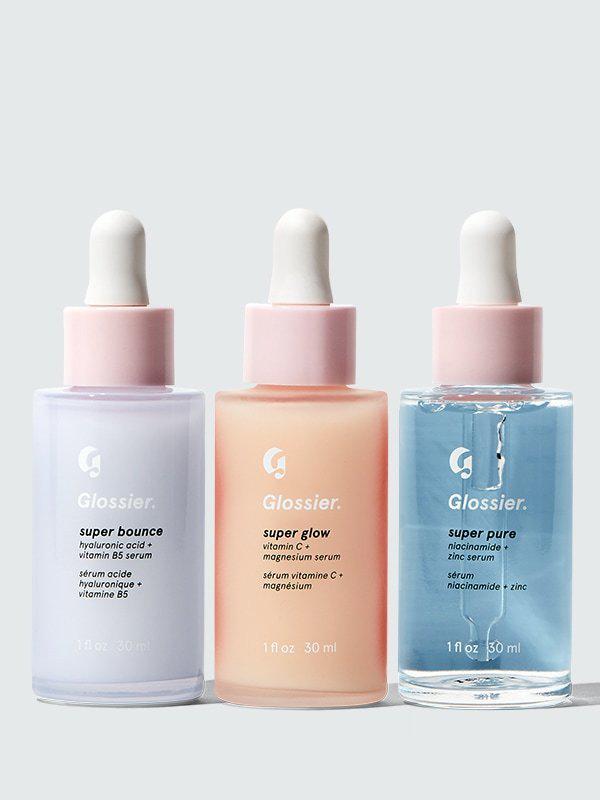 Glossier.
super bounce
hyaluronic acid +
vitamin B5 serum
sérum acide
hyaluronique +
vitamine B5
1 fl oz 30 ml
Glossier.
super glow
vitamin C +
magnesium serum
sérum vitamine C +
magnésium
1 fl oz 30 ml
Glossier.
super pure
niacinamide +
zinc serum
sérum
niacinamide + zinc
1 fl oz 30 ml